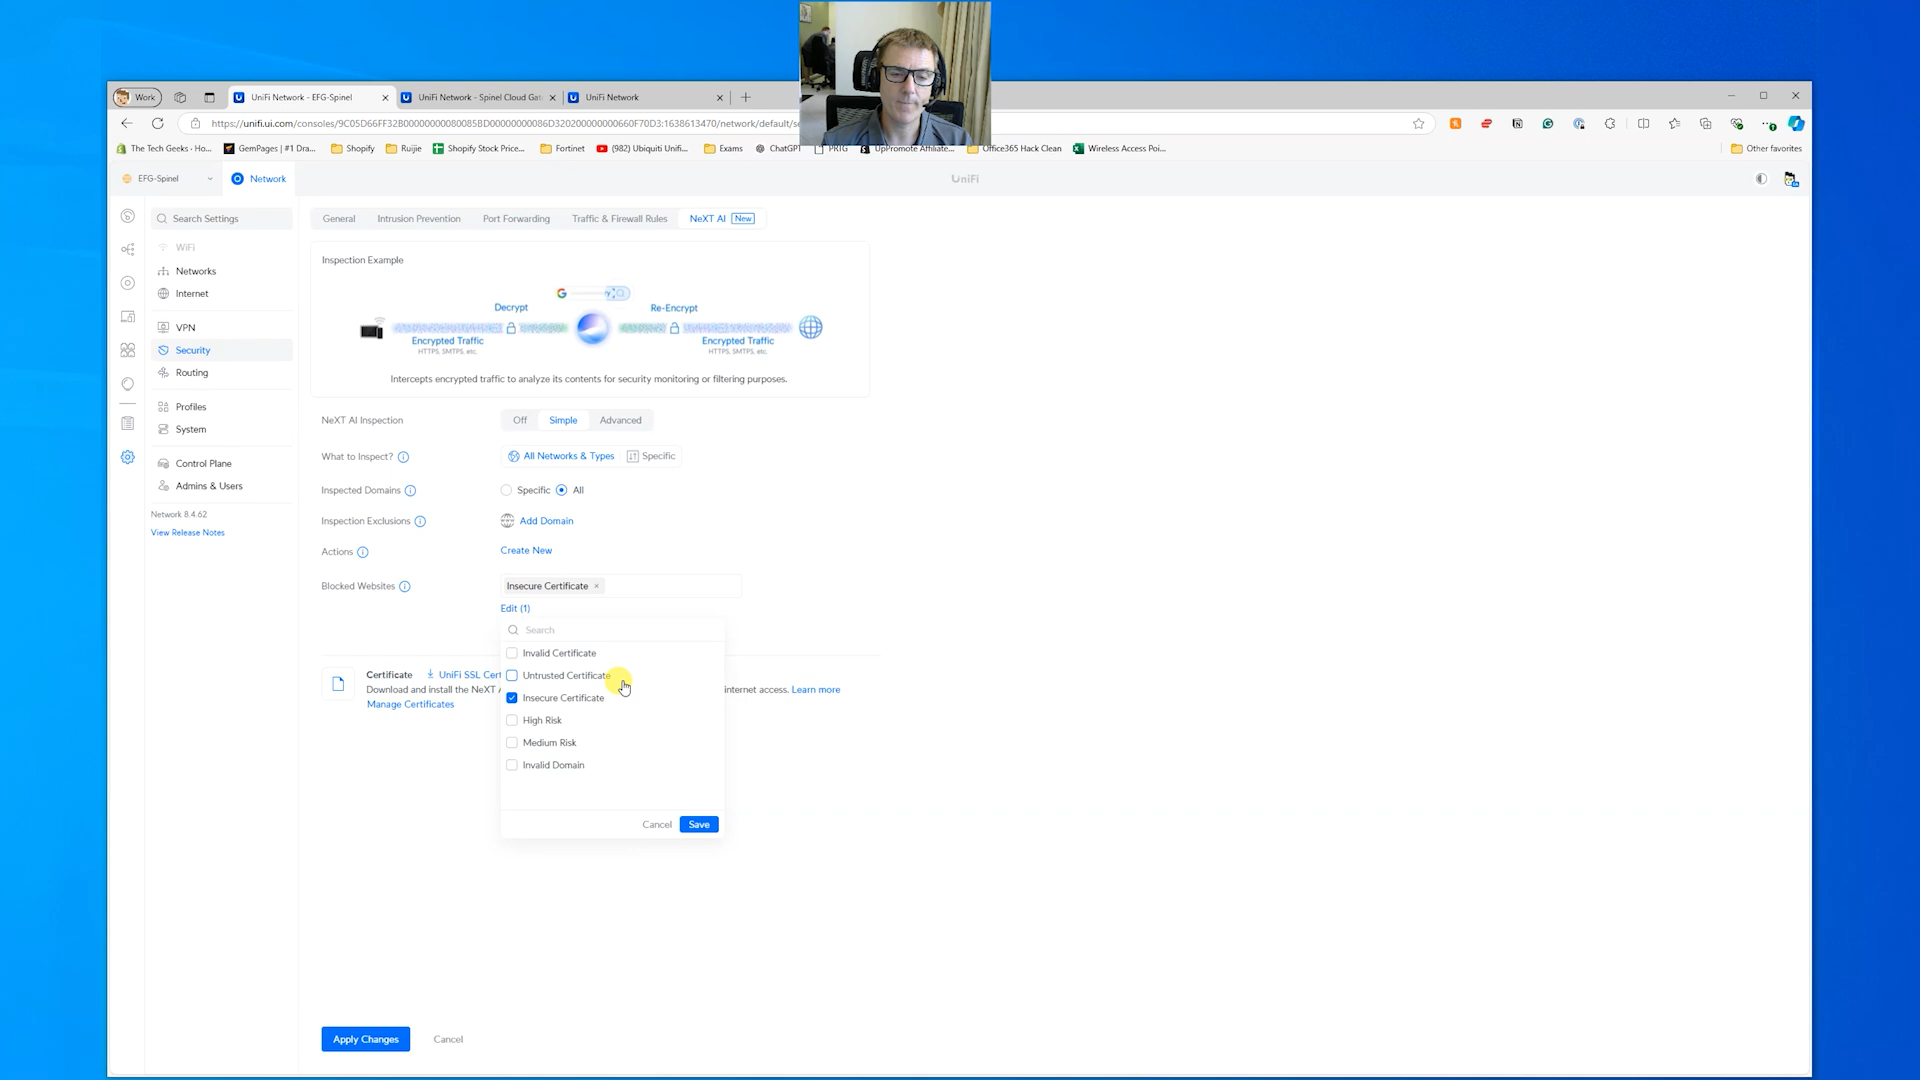 Work
UniFi Network - EFG-Spinel
UniFi Network - Spinel Cloud Gat
UniFi Network
https://unifi.ui.com/consoles/9C05D66FF32B00000000080085BD00000000086D320200000000660F70D3:1638613470/network/default/se
The Tech Geeks - Ho...
GemPages | #1 Dra...
Shopify
Ruijie
Shopify Stock Price...
Fortinet
(982) Ubiquiti Unifi...
Exams
ChatGPT
PRTG
UpPromote Affiliate...
Office365 Hack Clean
Wireless Access Poi...
Other favorites
EFG-Spinel
Network
UniFi
Search Settings
WiFi
Networks
Internet
VPN
Security
Routing
Profiles
System
Control Plane
Admins & Users
Network 8.4.62
View Release Notes
General
Intrusion Prevention
Port Forwarding
Traffic & Firewall Rules
NeXT AI
New
Inspection Example
Decrypt
Re-Encrypt
Encrypted Traffic
HTTPS, SMTPS, etc.
Encrypted Traffic
HTTPS, SMTPS, etc.
Intercepts encrypted traffic to analyze its contents for security monitoring or filtering purposes.
NeXT AI Inspection
Off
Simple
Advanced
What to Inspect?
All Networks & Types
Specific
Inspected Domains
Specific
All
Inspection Exclusions
Add Domain
Actions
Create New
Blocked Websites
Insecure Certificate ×
Edit (1)
Search
Invalid Certificate
Untrusted Certificate
Insecure Certificate
High Risk
Medium Risk
Invalid Domain
Cancel
Save
Certificate
UniFi SSL Cert
Download and install the NeXT A
internet access. Learn more
Manage Certificates
Apply Changes
Cancel